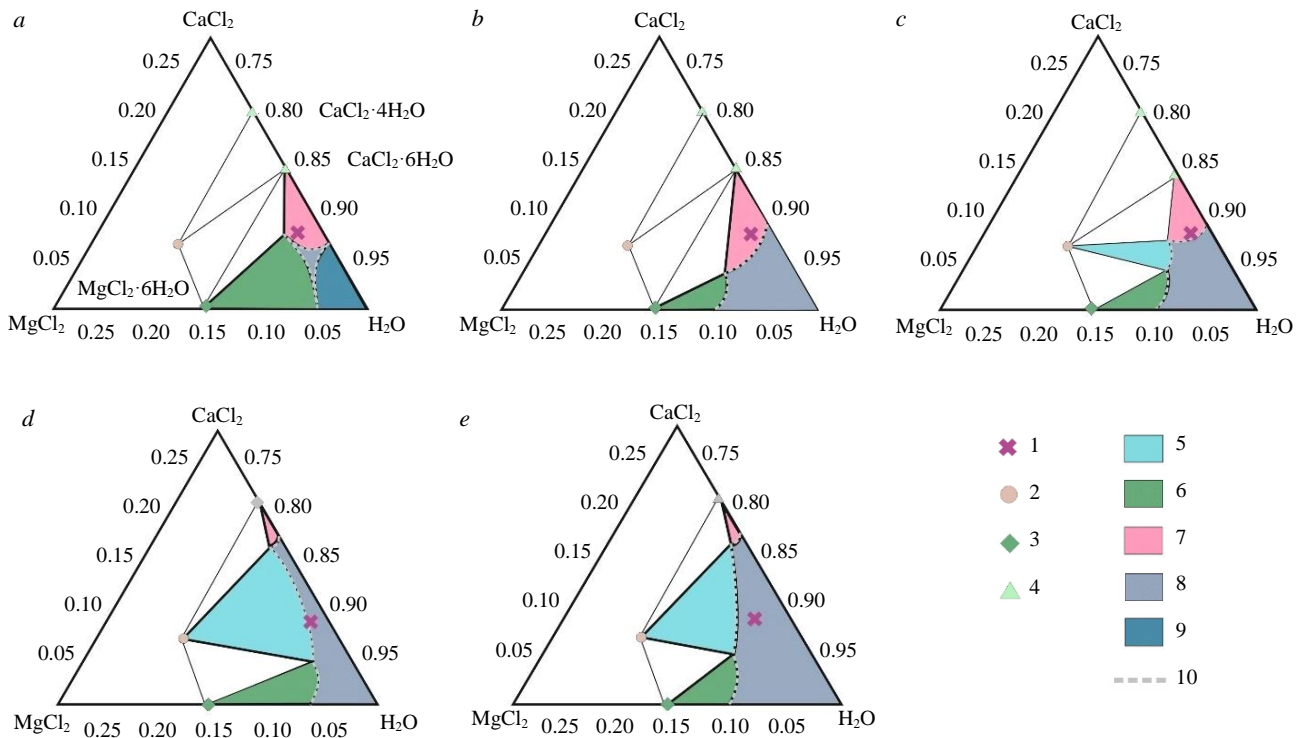 a
CaCl₂
0.25 0.75
0.20 0.80 CaCl₂·4H₂O
0.15 0.85 CaCl₂·6H₂O
0.10 0.90
0.05 0.95
MgCl₂·6H₂O
MgCl₂ H₂O
0.25 0.20 0.15 0.10 0.05
b
CaCl₂
0.25 0.75
0.20 0.80
0.15 0.85
0.10 0.90
0.05 0.95
MgCl₂ H₂O
0.25 0.20 0.15 0.10 0.05
c
CaCl₂
0.25 0.75
0.20 0.80
0.15 0.85
0.10 0.90
0.05 0.95
MgCl₂ H₂O
0.25 0.20 0.15 0.10 0.05
d
CaCl₂
0.25 0.75
0.20 0.80
0.15 0.85
0.10 0.90
0.05 0.95
MgCl₂ H₂O
0.25 0.20 0.15 0.10 0.05
e
CaCl₂
0.25 0.75
0.20 0.80
0.15 0.85
0.10 0.90
0.05 0.95
MgCl₂ H₂O
0.25 0.20 0.15 0.10 0.05
1
2
3
4
5
6
7
8
9
10